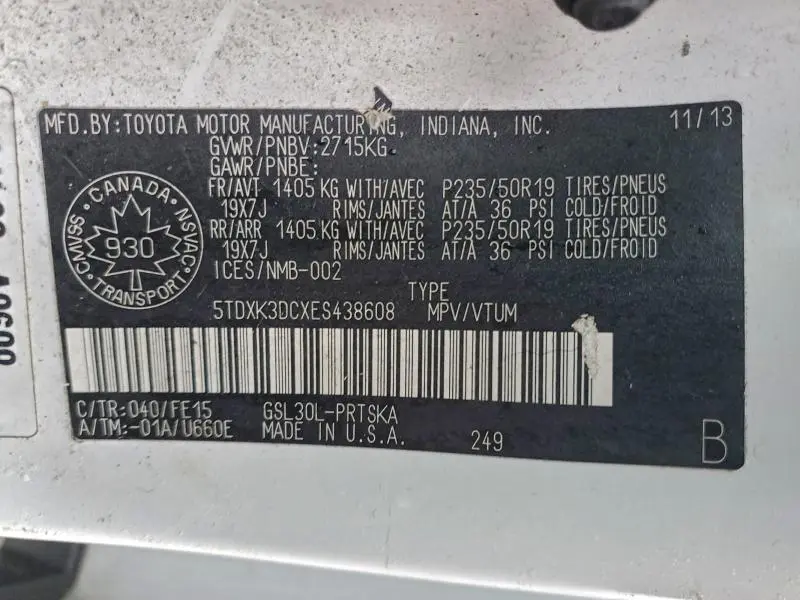 MFD.BY:TOYOTA MOTOR MANUFACTURING, INDIANA, INC. 11/13
GVWR/PNBV:2715KG
GAWR/PNBE:
FR/AVT 1405 KG WITH/AVEC P235/50R19 TIRES/PNEUS
19X7J RIMS/JANTES AT/A 36 PSI COLD/FROID
RR/ARR 1405 KG WITH/AVEC P235/50R19 TIRES/PNEUS
19X7J RIMS/JANTES AT/A 36 PSI COLD/FROID
ICES/NMB-002
CANADA
CMVSS NSVAC
930
TRANSPORT
TYPE
5TDXK3DCXES438608 MPV/VTUM
C/TR:040/FE15 GSL30L-PRTSKA
A/TM:-01A/U660E MADE IN U.S.A. 249 B